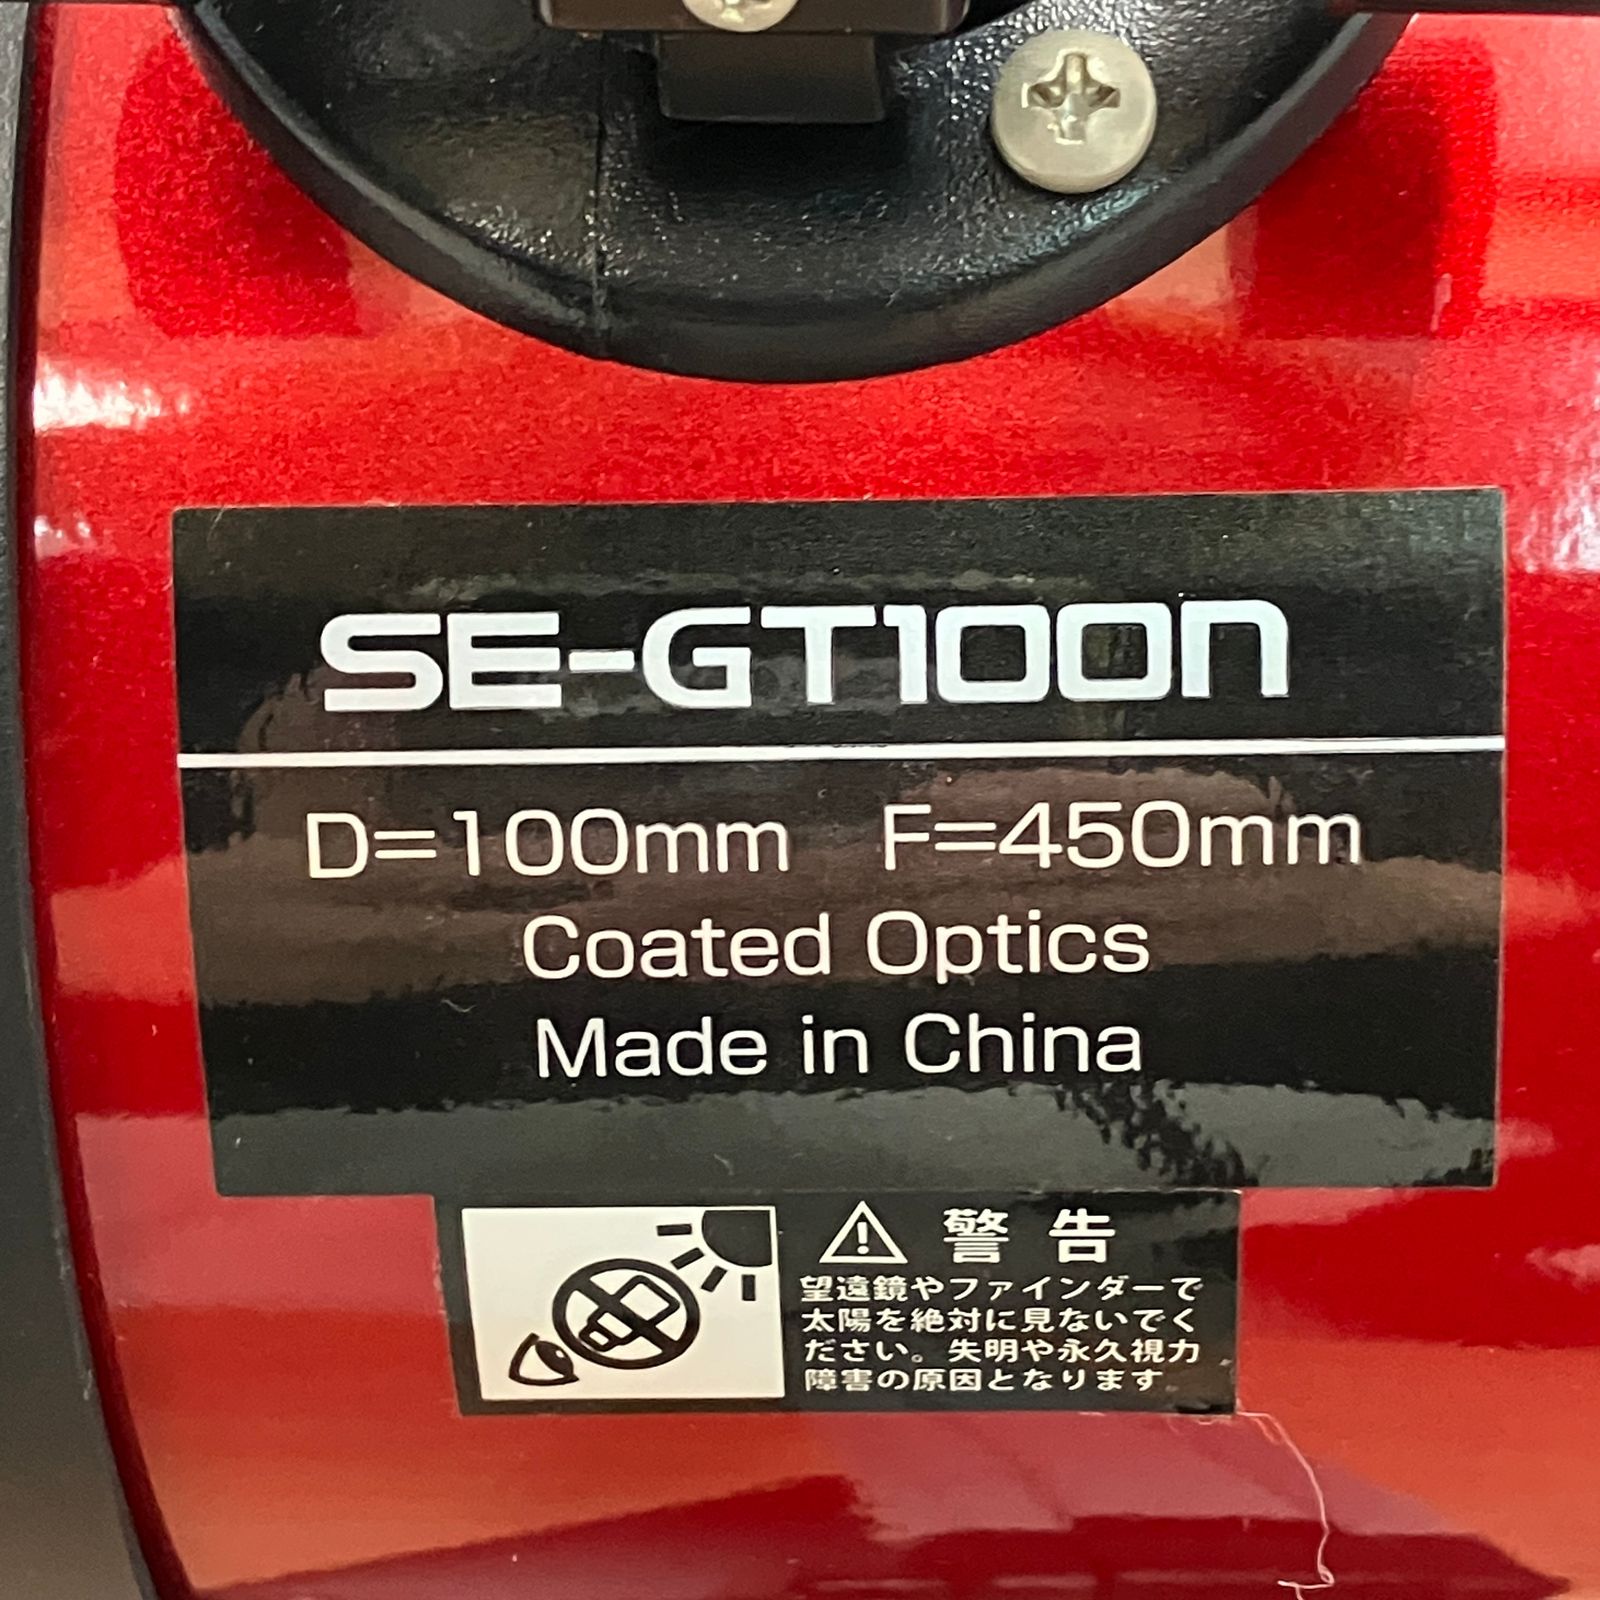 SE-GT100N
D=100mm F=450mm
Coated Optics
Made in China
警告
望遠鏡やファインダーで
太陽を絶対に見ないでく
ださい。失明や永久視力
障害の原因となります。